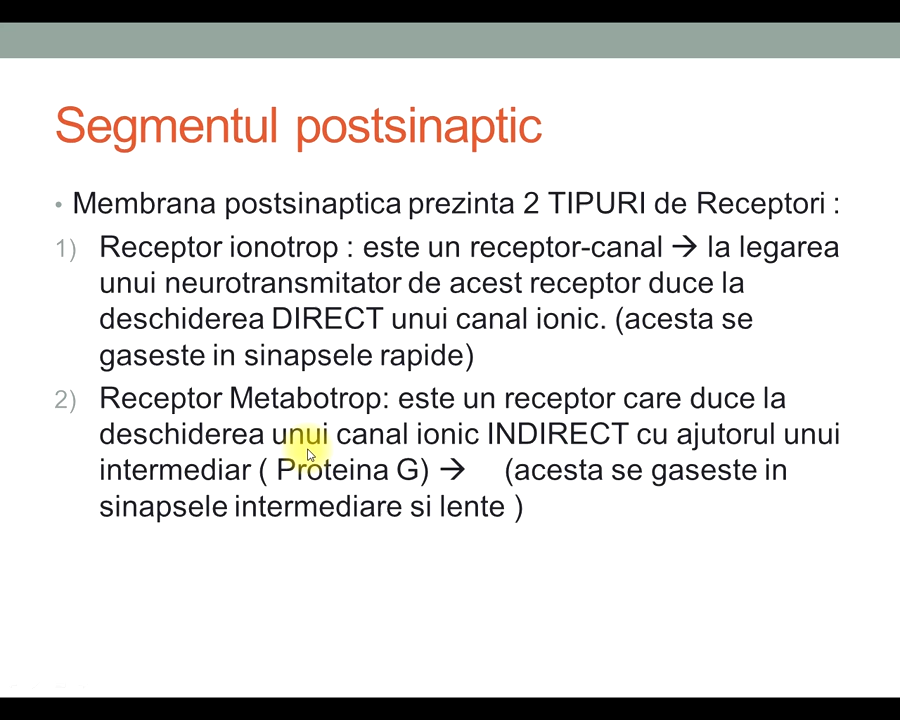 Segmentul postsinaptic
• Membrana postsinaptica prezinta 2 TIPURI de Receptori :
1) Receptor ionotrop : este un receptor-canal → la legarea
unui neurotransmitator de acest receptor duce la
deschiderea DIRECT unui canal ionic. (acesta se
gaseste in sinapsele rapide)
2) Receptor Metabotrop: este un receptor care duce la
deschiderea unui canal ionic INDIRECT cu ajutorul unui
intermediar ( Proteina G) → (acesta se gaseste in
sinapsele intermediare si lente )